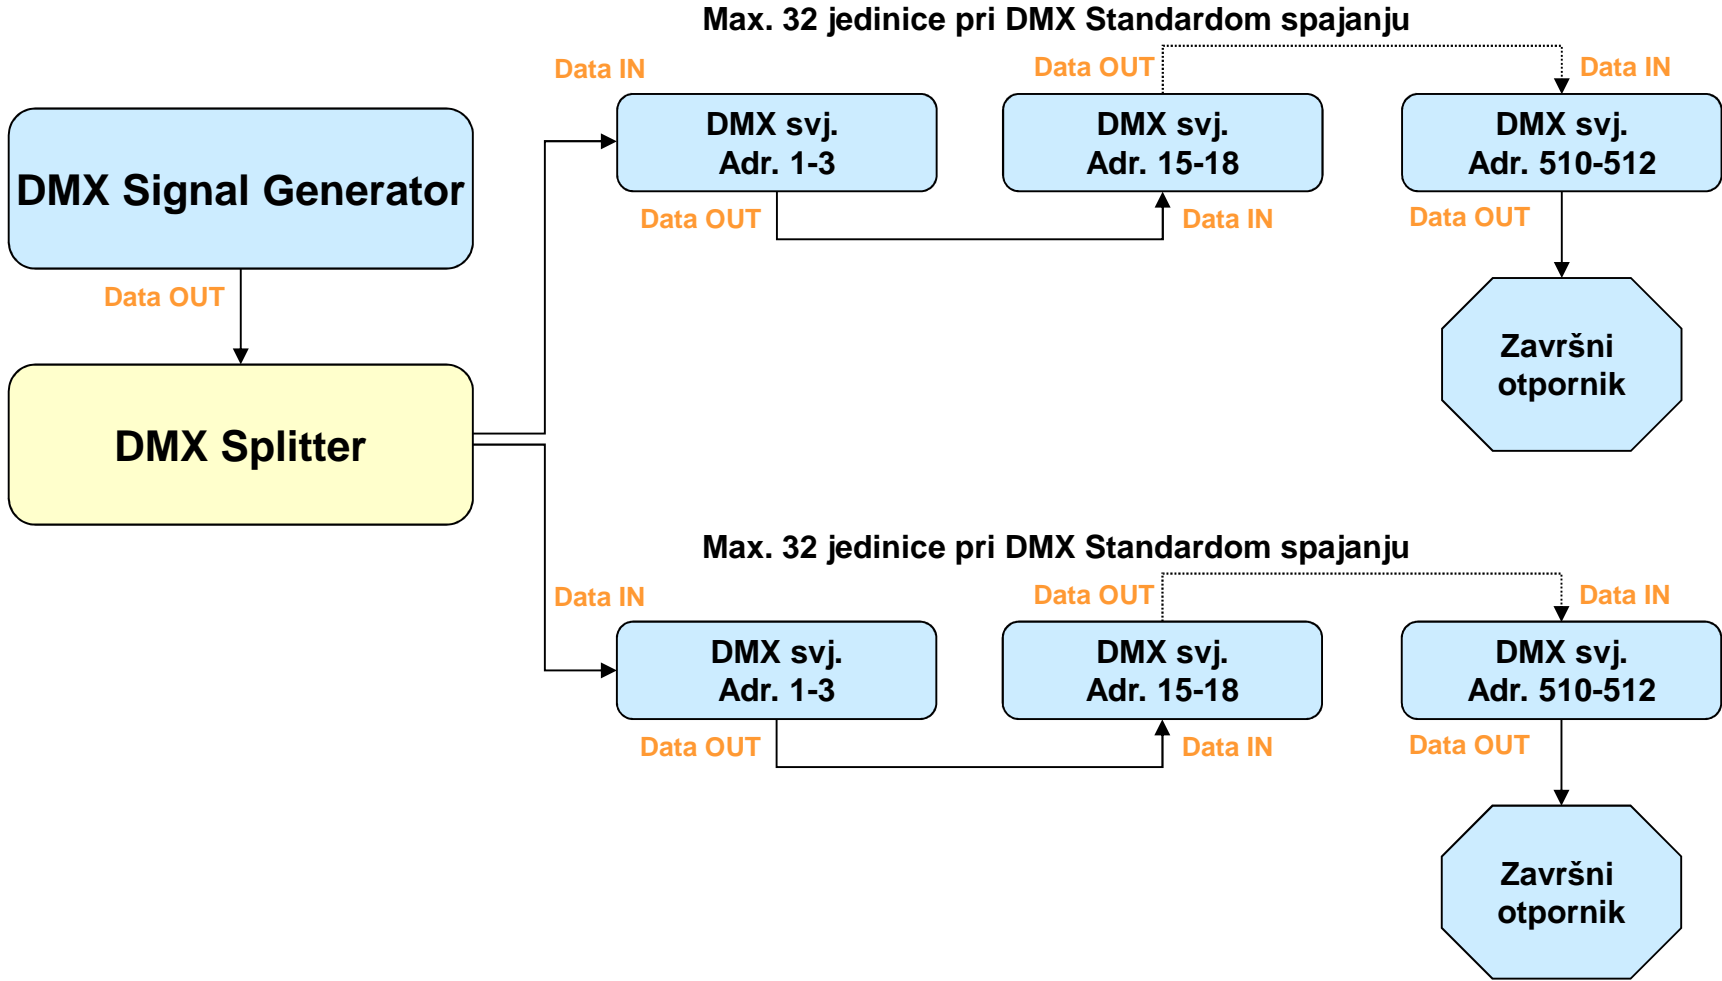 Max. 32 jedinice pri DMX Standardom spajanju
Data IN
Data OUT
Data IN
DMX Signal Generator
DMX svj.
Adr. 1-3
DMX svj.
Adr. 15-18
DMX svj.
Adr. 510-512
Data OUT
Data IN
Data OUT
Data OUT
Završni
otpornik
DMX Splitter
Max. 32 jedinice pri DMX Standardom spajanju
Data IN
Data OUT
Data IN
DMX svj.
Adr. 1-3
DMX svj.
Adr. 15-18
DMX svj.
Adr. 510-512
Data OUT
Data IN
Data OUT
Završni
otpornik